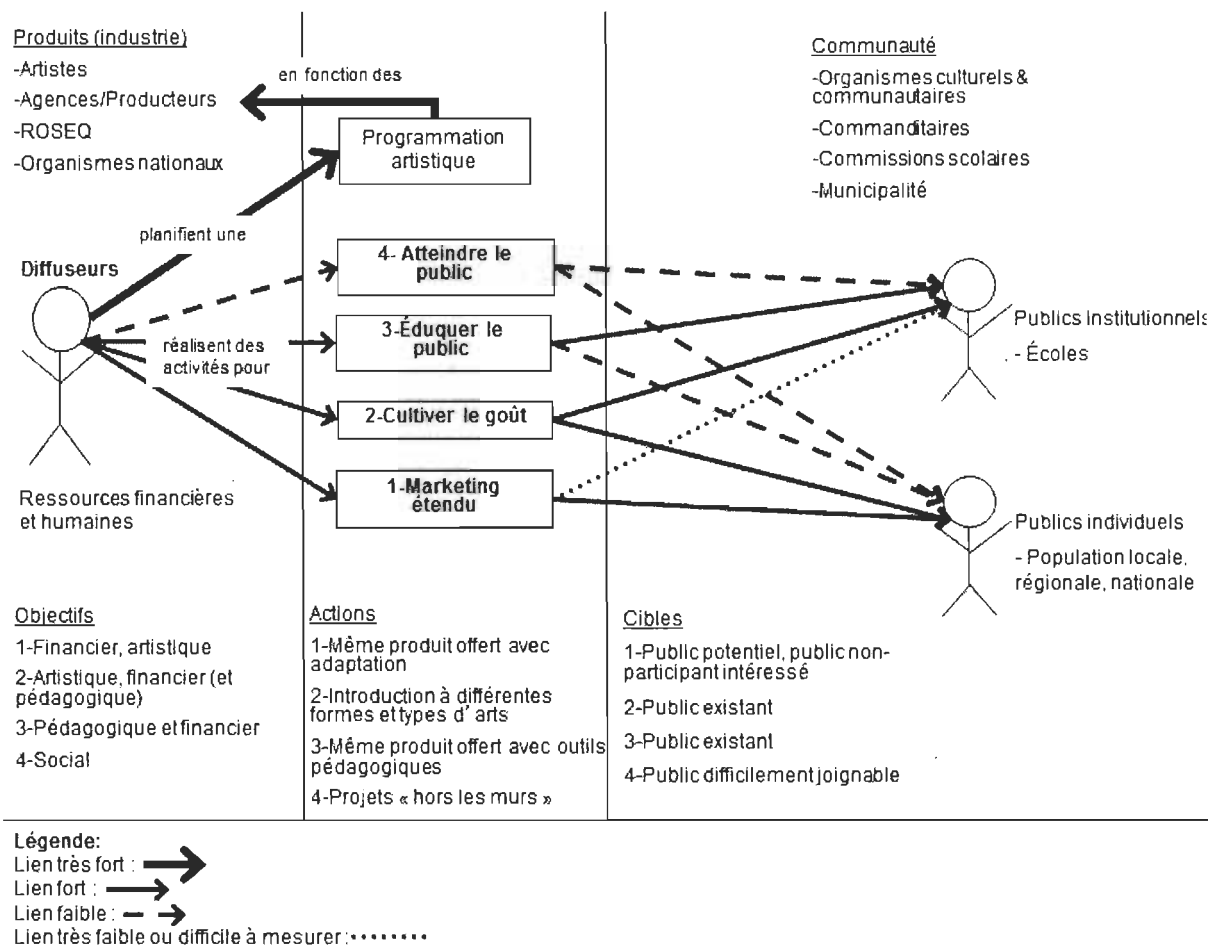 Produits (industrie)
-Artistes
-Agences/Producteurs
-ROSEQ
-Organismes nationaux
en fonction des
Programmation
artistique
Communauté
-Organismes culturels &
communautaires
-Commanditaires
-Commissions scolaires
-Municipalité
planifient une
Diffuseurs
4- Atteindre le
public
3-Éduquer le
public
réalisent des
activités pour
2-Cultiver le goût
1-Marketing
étendu
Publics Institutionnels
- Écoles
Ressources financières
et humaines
Publics individuels
- Population locale,
régionale, nationale
Objectifs
1-Financier, artistique
2-Artistique, financier (et
pédagogique)
3-Pédagogique et financier
4-Social
Actions
1-Même produit offert avec
adaptation
2-Introduction à différentes
formes et types d'arts
3-Même produit offert avec outils
pédagogiques
4-Projets « hors les murs »
Cibles
1-Public potentiel, public non-
participant intéressé
2-Public existant
3-Public existant
4-Public difficilement joignable
Légende:
Lien très fort :
Lien fort :
Lien faible :
Lien très faible ou difficile à mesurer :